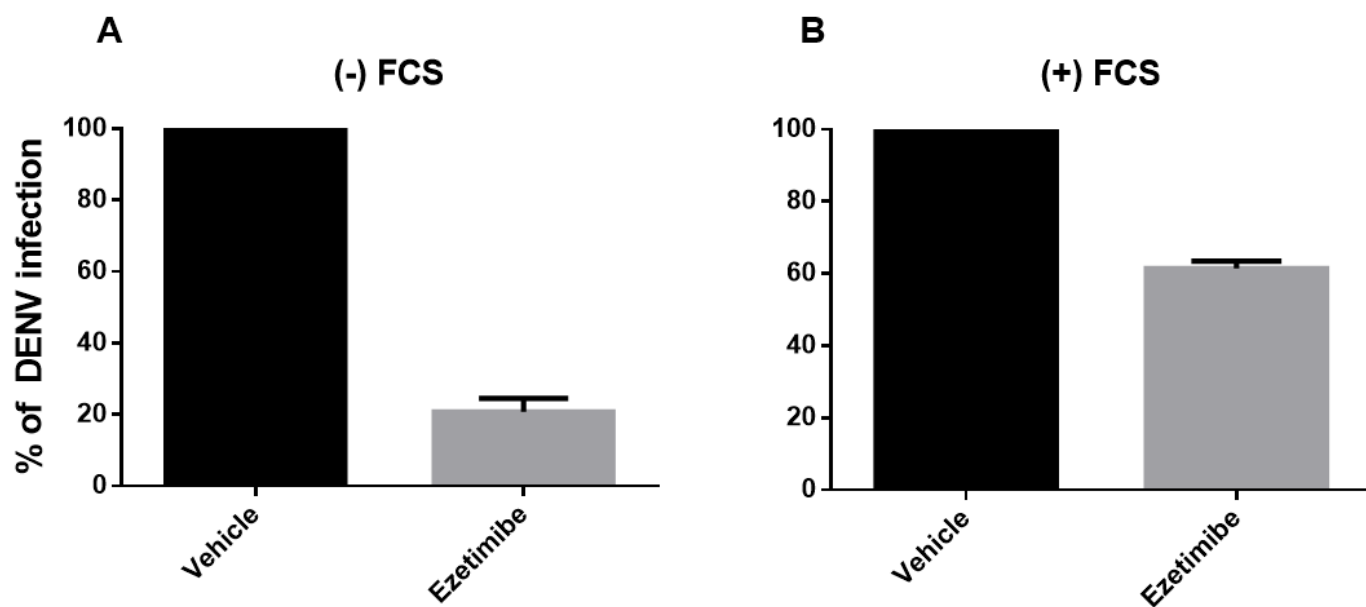 A
(-) FCS
% of DENV infection
100
80
60
40
20
0
Vehicle
Ezetimibe
B
(+) FCS
100
80
60
40
20
0
Vehicle
Ezetimibe